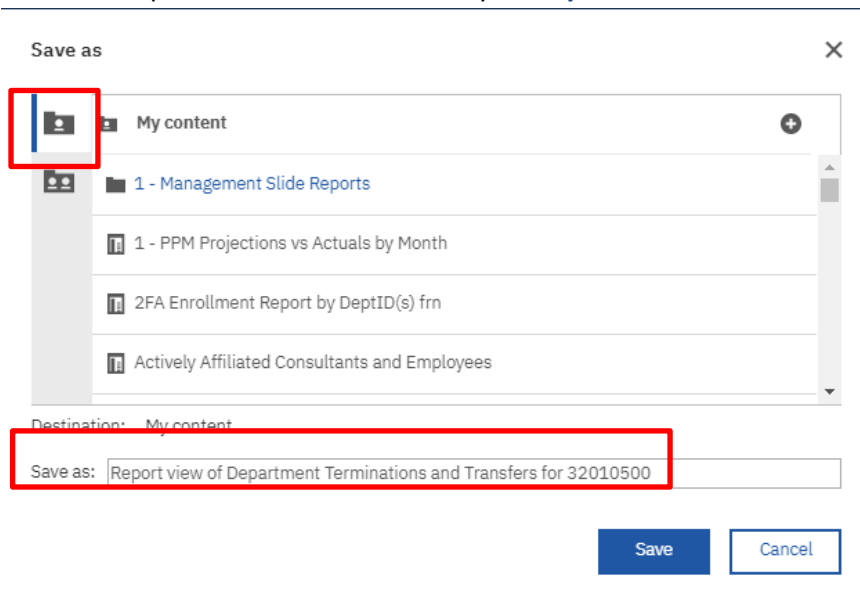 Save as
My content
1 - Management Slide Reports
1 - PPM Projections vs Actuals by Month
2FA Enrollment Report by DeptID(s) frn
Actively Affiliated Consultants and Employees
Destination: My content
Save as: Report view of Department Terminations and Transfers for 32010500
Save Cancel